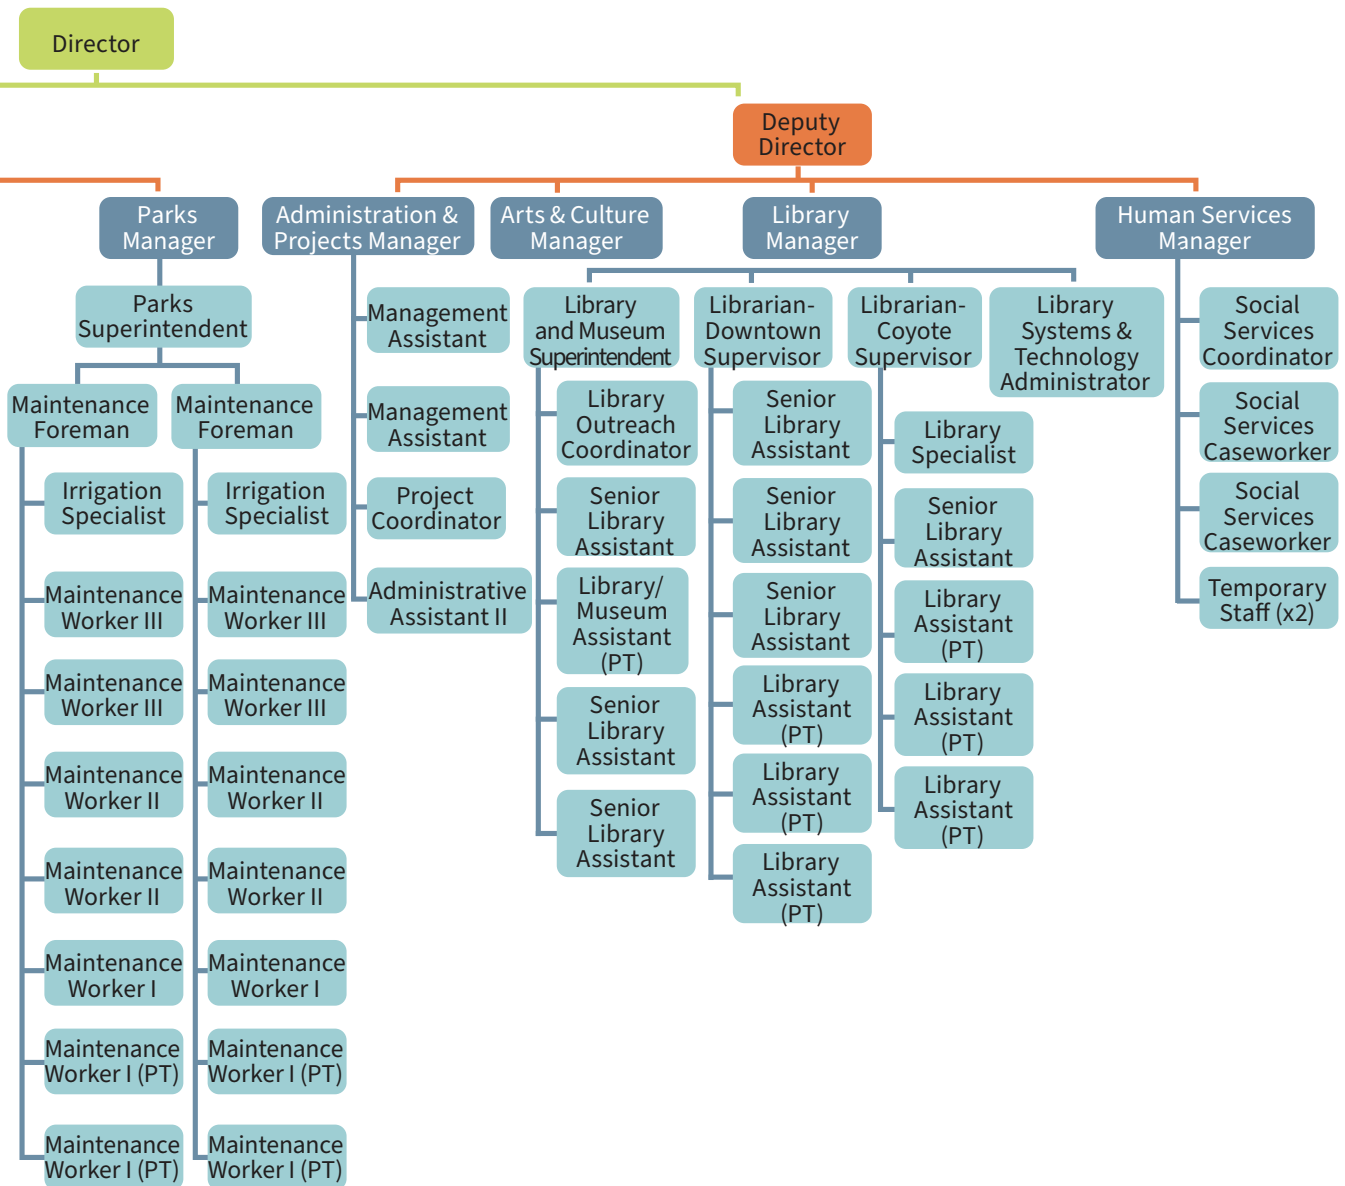 Director
Deputy
Director
Parks
Manager
Administration &
Projects Manager
Arts & Culture
Manager
Library
Manager
Human Services
Manager
Parks
Superintendent
Maintenance
Foreman
Maintenance
Foreman
Irrigation
Specialist
Maintenance
Worker III
Maintenance
Worker III
Maintenance
Worker II
Maintenance
Worker II
Maintenance
Worker I
Maintenance
Worker I (PT)
Maintenance
Worker I (PT)
Irrigation
Specialist
Maintenance
Worker III
Maintenance
Worker III
Maintenance
Worker II
Maintenance
Worker II
Maintenance
Worker I
Maintenance
Worker I (PT)
Maintenance
Worker I (PT)
Management
Assistant
Management
Assistant
Project
Coordinator
Administrative
Assistant II
Library
and Museum
Superintendent
Library
Outreach
Coordinator
Senior
Library
Assistant
Library/
Museum
Assistant
(PT)
Senior
Library
Assistant
Senior
Library
Assistant
Librarian-
Downtown
Supervisor
Senior
Library
Assistant
Senior
Library
Assistant
Senior
Library
Assistant
Library
Assistant
(PT)
Library
Assistant
(PT)
Library
Assistant
(PT)
Librarian-
Coyote
Supervisor
Library
Specialist
Senior
Library
Assistant
Library
Assistant
(PT)
Library
Assistant
(PT)
Library
Assistant
(PT)
Library
Systems &
Technology
Administrator
Social
Services
Coordinator
Social
Services
Caseworker
Social
Services
Caseworker
Temporary
Staff (x2)